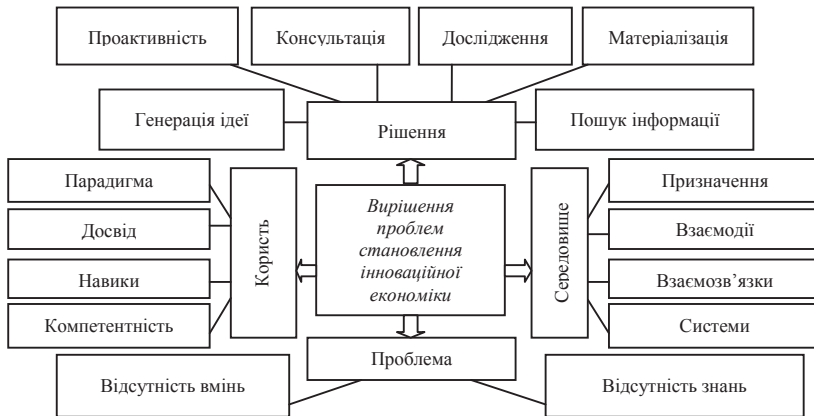 Проактивність
Консультація
Дослідження
Матеріалізація
Генерація ідеї
Рішення
Пошук інформації
Парадигма
Досвід
Навики
Компетентність
Користь
Вирішення
проблем
становлення
інноваційної
економіки
Середовище
Призначення
Взаємодії
Взаємозв’язки
Системи
Проблема
Відсутність вмінь
Відсутність знань